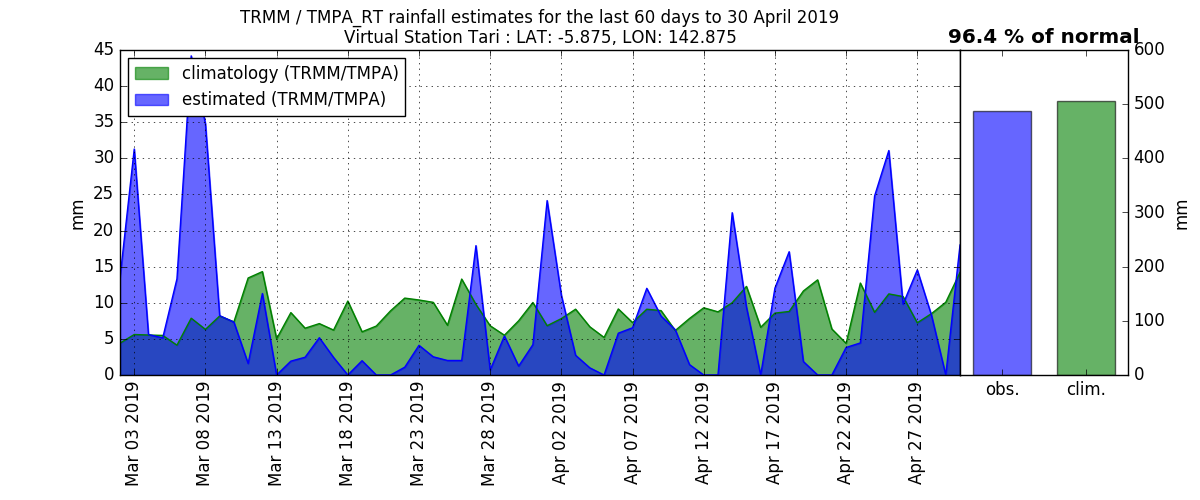 TRMM / TMPA_RT rainfall estimates for the last 60 days to 30 April 2019
Virtual Station Tari : LAT: -5.875, LON: 142.875
96.4 % of normal
climatology (TRMM/TMPA)
estimated (TRMM/TMPA)
mm
45
40
35
30
25
20
15
10
5
0
Mar 03 2019
Mar 08 2019
Mar 13 2019
Mar 18 2019
Mar 23 2019
Mar 28 2019
Apr 02 2019
Apr 07 2019
Apr 12 2019
Apr 17 2019
Apr 22 2019
Apr 27 2019
obs.
clim.
600
500
400
300
200
100
0
mm